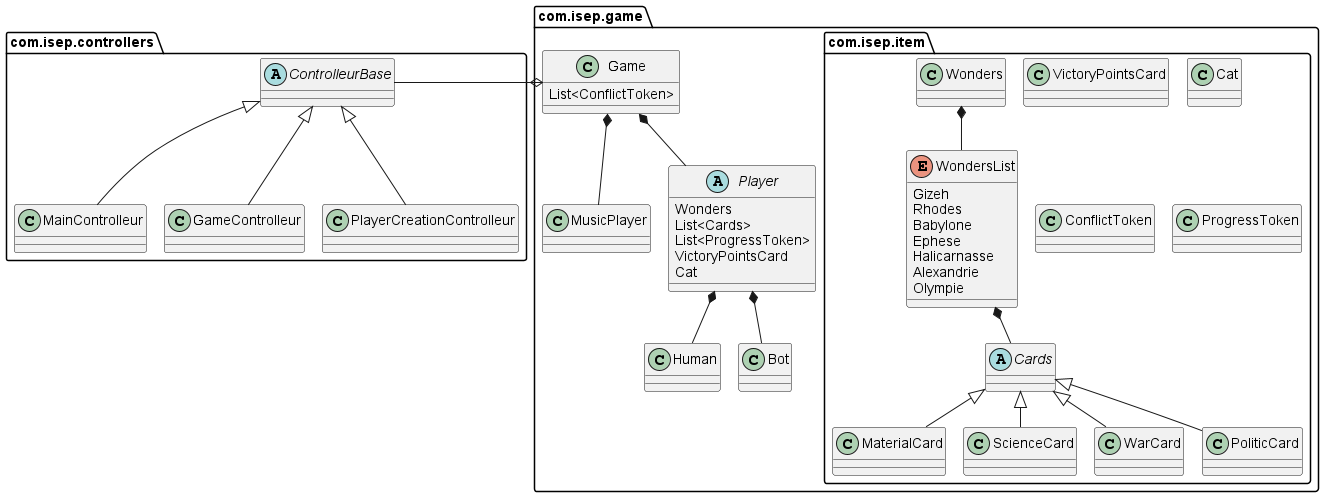 com.isep.controllers
A ControlleurBase
C MainControlleur
C GameControlleur
C PlayerCreationControlleur
com.isep.game
C Game
List<ConflictToken>
C MusicPlayer
A Player
Wonders
List<Cards>
List<ProgressToken>
VictoryPointsCard
Cat
C Human
C Bot
com.isep.item
C Wonders
C VictoryPointsCard
C Cat
E WondersList
Gizeh
Rhodes
Babylone
Ephese
Halicarnasse
Alexandrie
Olympie
C ConflictToken
C ProgressToken
A Cards
C MaterialCard
C ScienceCard
C WarCard
C PoliticCard